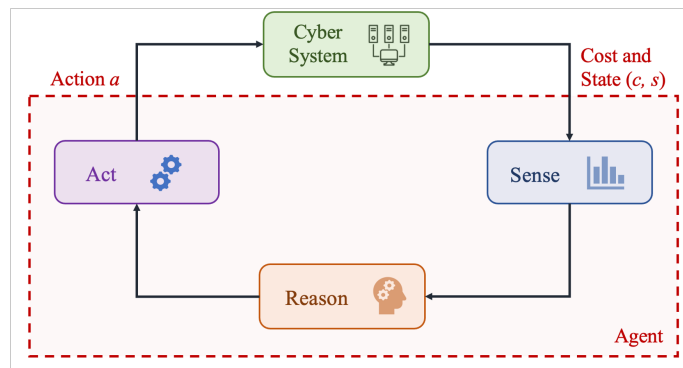 Cyber
System
Action a
Cost and
State (c, s)
Act
Sense
Reason
Agent